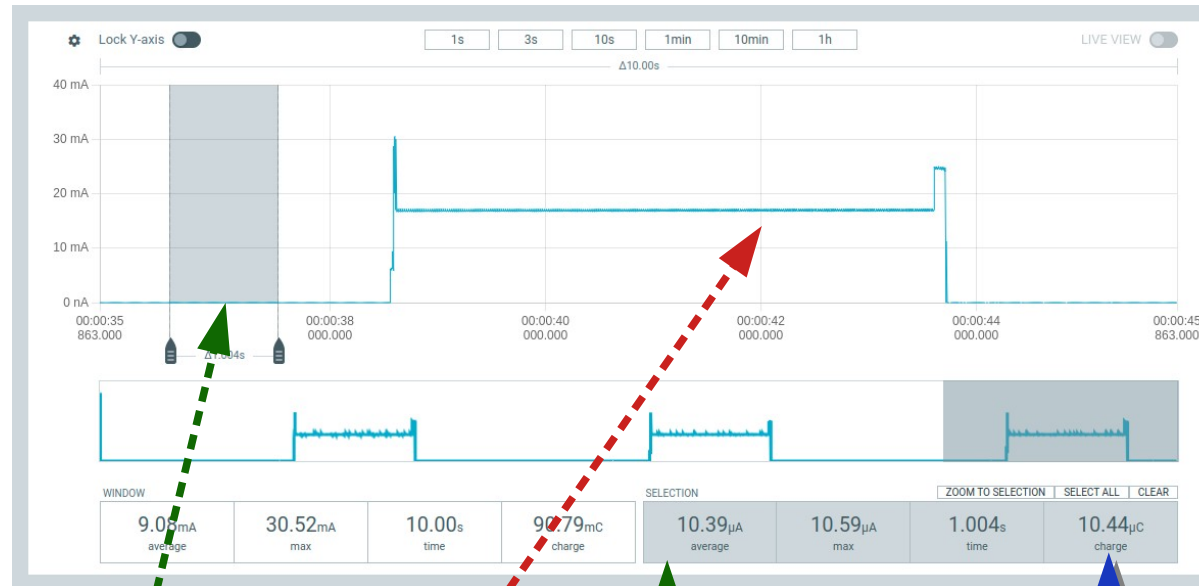 Lock Y-axis 1s 3s 10s 1min 10min 1h LIVE VIEW
Δ10.00s
40 mA
30 mA
20 mA
10 mA
0 nA
00:00:35 00:00:38 00:00:40 00:00:42 00:00:44 00:00:45
863.000 000.000 000.000 000.000 000.000 863.000
Δ1.004s
WINDOW SELECTION ZOOM TO SELECTION SELECT ALL CLEAR
9.08mA 30.52mA 10.00s 90.79mC 10.39µA 10.59µA 1.004s 10.44µC
average max time charge average max time charge